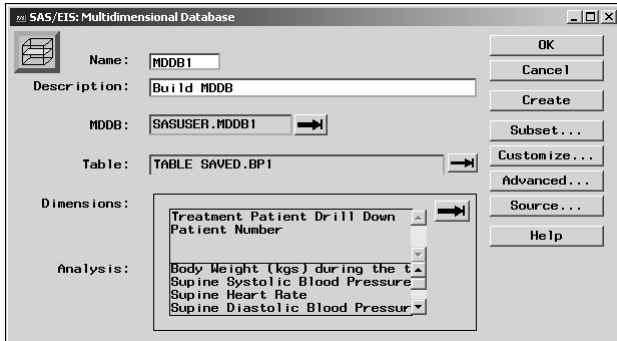 SAS/EIS: Multidimensional Database
Name:
MDDB1
Description:
Build MDDB
MDDB:
SASUSER.MDDB1
Table:
TABLE SAVED.BP1
Dimensions:
Treatment Patient Drill Down
Patient Number
Analysis:
Body Weight (kgs) during the t
Supine Systolic Blood Pressure
Supine Heart Rate
Supine Diastolic Blood Pressur
OK
Cancel
Create
Subset...
Customize...
Advanced...
Source...
Help